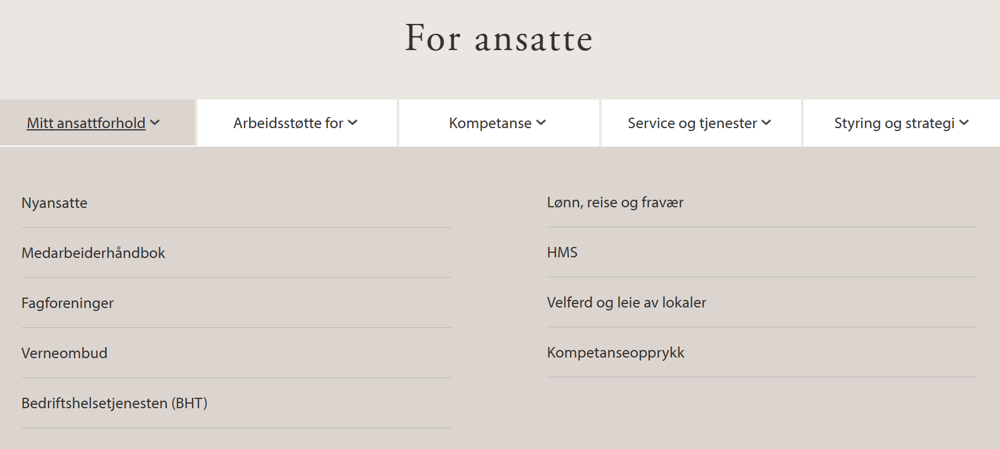 For ansatte
Mitt ansattforhold
Arbeidsstøtte for
Kompetanse
Service og tjenester
Styring og strategi
Nyansatte
Medarbeiderhåndbok
Fagforeninger
Verneombud
Bedriftshelsetjenesten (BHT)
Lønn, reise og fravær
HMS
Velferd og leie av lokaler
Kompetanseopprykk